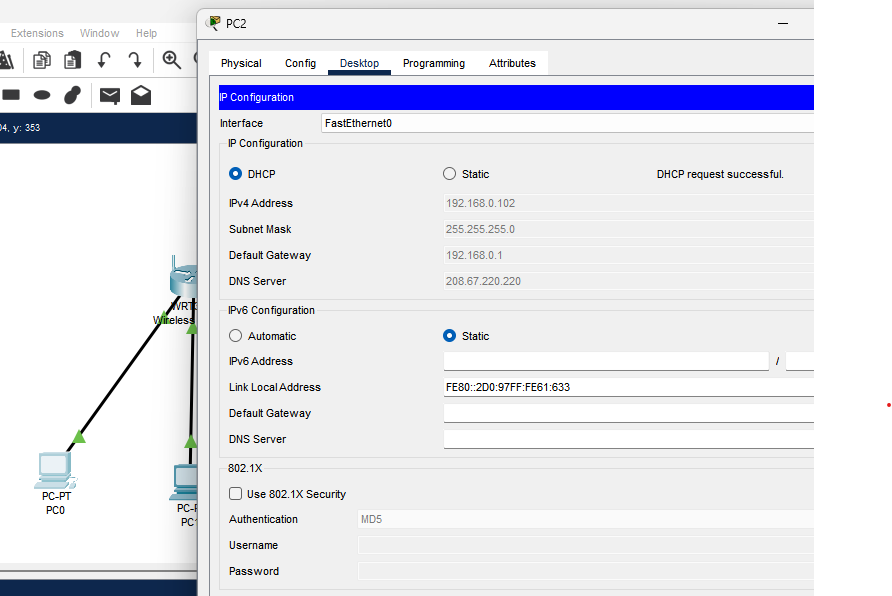 PC2
Extensions Window Help
Physical Config Desktop Programming Attributes
IP Configuration
Interface FastEthernet0
04, y: 353
IP Configuration
DHCP Static DHCP request successful.
IPv4 Address 192.168.0.102
Subnet Mask 255.255.255.0
Default Gateway 192.168.0.1
DNS Server 208.67.220.220
IPv6 Configuration
Automatic Static
IPv6 Address /
Link Local Address FE80::2D0:97FF:FE61:633
Default Gateway
DNS Server
802.1X
Use 802.1X Security
Authentication MD5
Username
Password
WRT
Wireless
PC-PT
PC0
PC-P
PC1